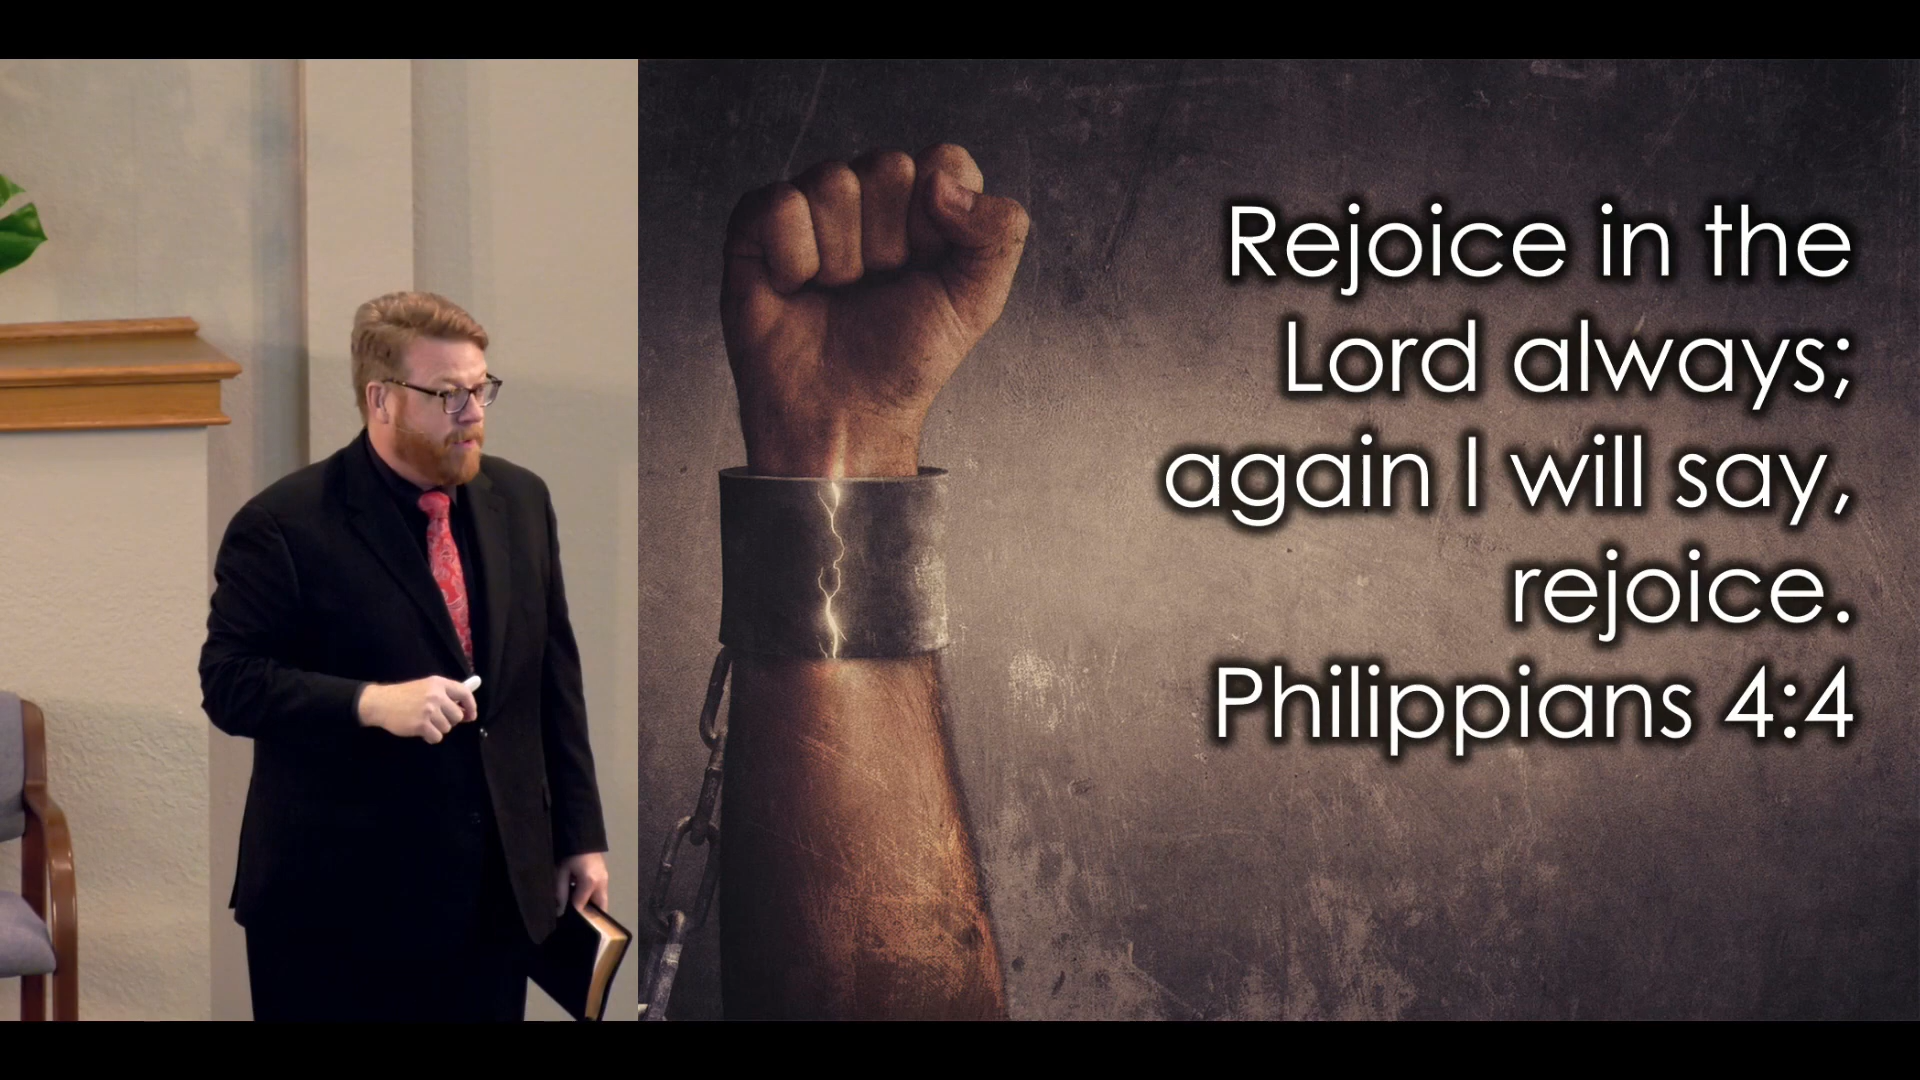 Rejoice in the
Lord always;
again I will say,
rejoice.
Philippians 4:4